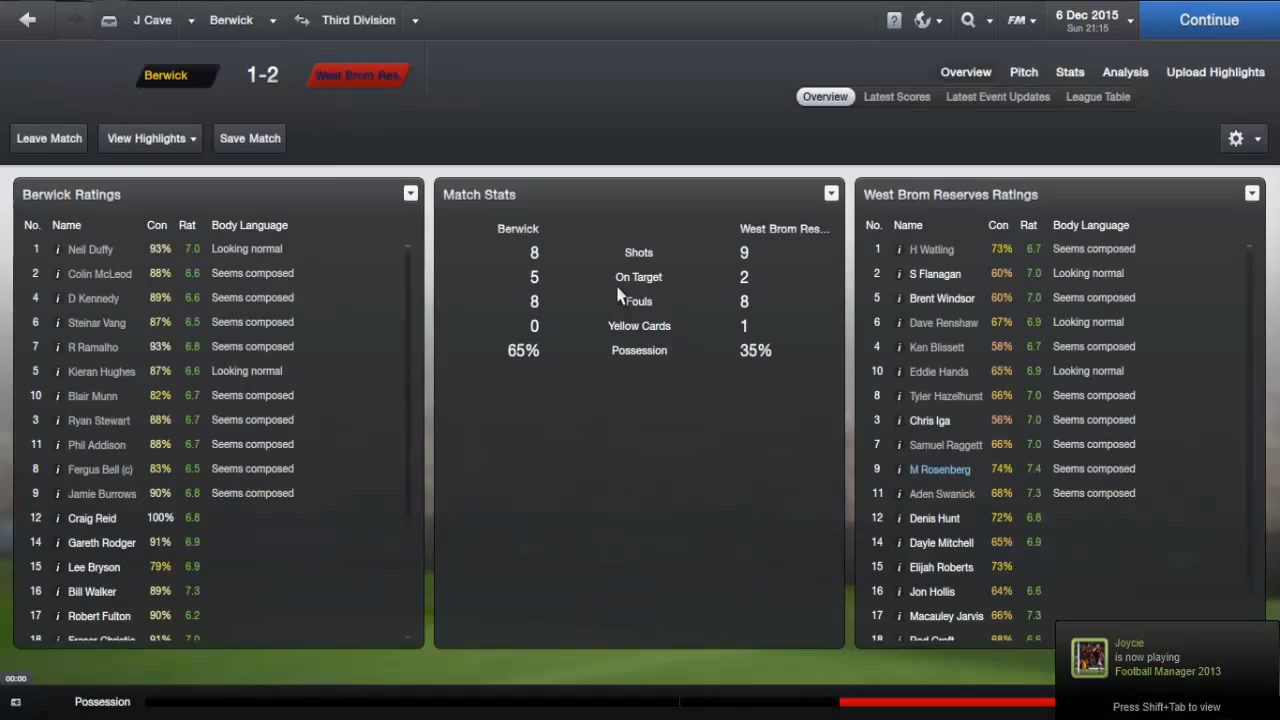 J Cave Berwick Third Division ? FM 6 Dec 2015 Continue
Sun 21:15
Berwick 1-2 West Brom Res. Overview Pitch Stats Analysis Upload Highlights
Overview Latest Scores Latest Event Updates League Table
Leave Match View Highlights Save Match
Berwick Ratings
No. Name Con Rat Body Language
1 i Neil Duffy 93% 7.0 Looking normal
2 i Colin McLeod 88% 6.6 Seems composed
4 i D Kennedy 89% 6.6 Seems composed
6 i Steinar Vang 87% 6.5 Seems composed
7 i R Ramalho 93% 6.8 Seems composed
5 i Kieran Hughes 87% 6.6 Looking normal
10 i Blair Munn 82% 6.7 Seems composed
3 i Ryan Stewart 88% 6.7 Seems composed
11 i Phil Addison 88% 6.7 Seems composed
8 i Fergus Bell (c) 83% 6.5 Seems composed
9 i Jamie Burrows 90% 6.8 Seems composed
12 i Craig Reid 100% 6.8
14 i Gareth Rodger 91% 6.9
15 i Lee Bryson 79% 6.9
16 i Bill Walker 89% 7.3
17 i Robert Fulton 90% 6.2
18 i Fraser Christie 91% 7.0
Match Stats
Berwick West Brom Res...
8 Shots 9
5 On Target 2
8 Fouls 8
0 Yellow Cards 1
65% Possession 35%
West Brom Reserves Ratings
No. Name Con Rat Body Language
1 i H Watling 73% 6.7 Seems composed
2 i S Flanagan 60% 7.0 Looking normal
5 i Brent Windsor 60% 7.0 Seems composed
6 i Dave Renshaw 67% 6.9 Looking normal
4 i Ken Blissett 58% 6.7 Seems composed
10 i Eddie Hands 65% 6.9 Looking normal
8 i Tyler Hazelhurst 66% 7.0 Seems composed
3 i Chris Iga 56% 7.0 Seems composed
7 i Samuel Raggett 66% 7.0 Seems composed
9 i M Rosenberg 74% 7.4 Seems composed
11 i Aden Swanick 68% 7.3 Seems composed
12 i Denis Hunt 72% 6.8
14 i Dayle Mitchell 65% 6.9
15 i Elijah Roberts 73%
16 i Jon Hollis 64% 6.6
17 i Macauley Jarvis 66% 7.3
18 i Rod Croft 68% 6.8
Joycie
is now playing
Football Manager 2013
Press Shift+Tab to view
00:00
Possession